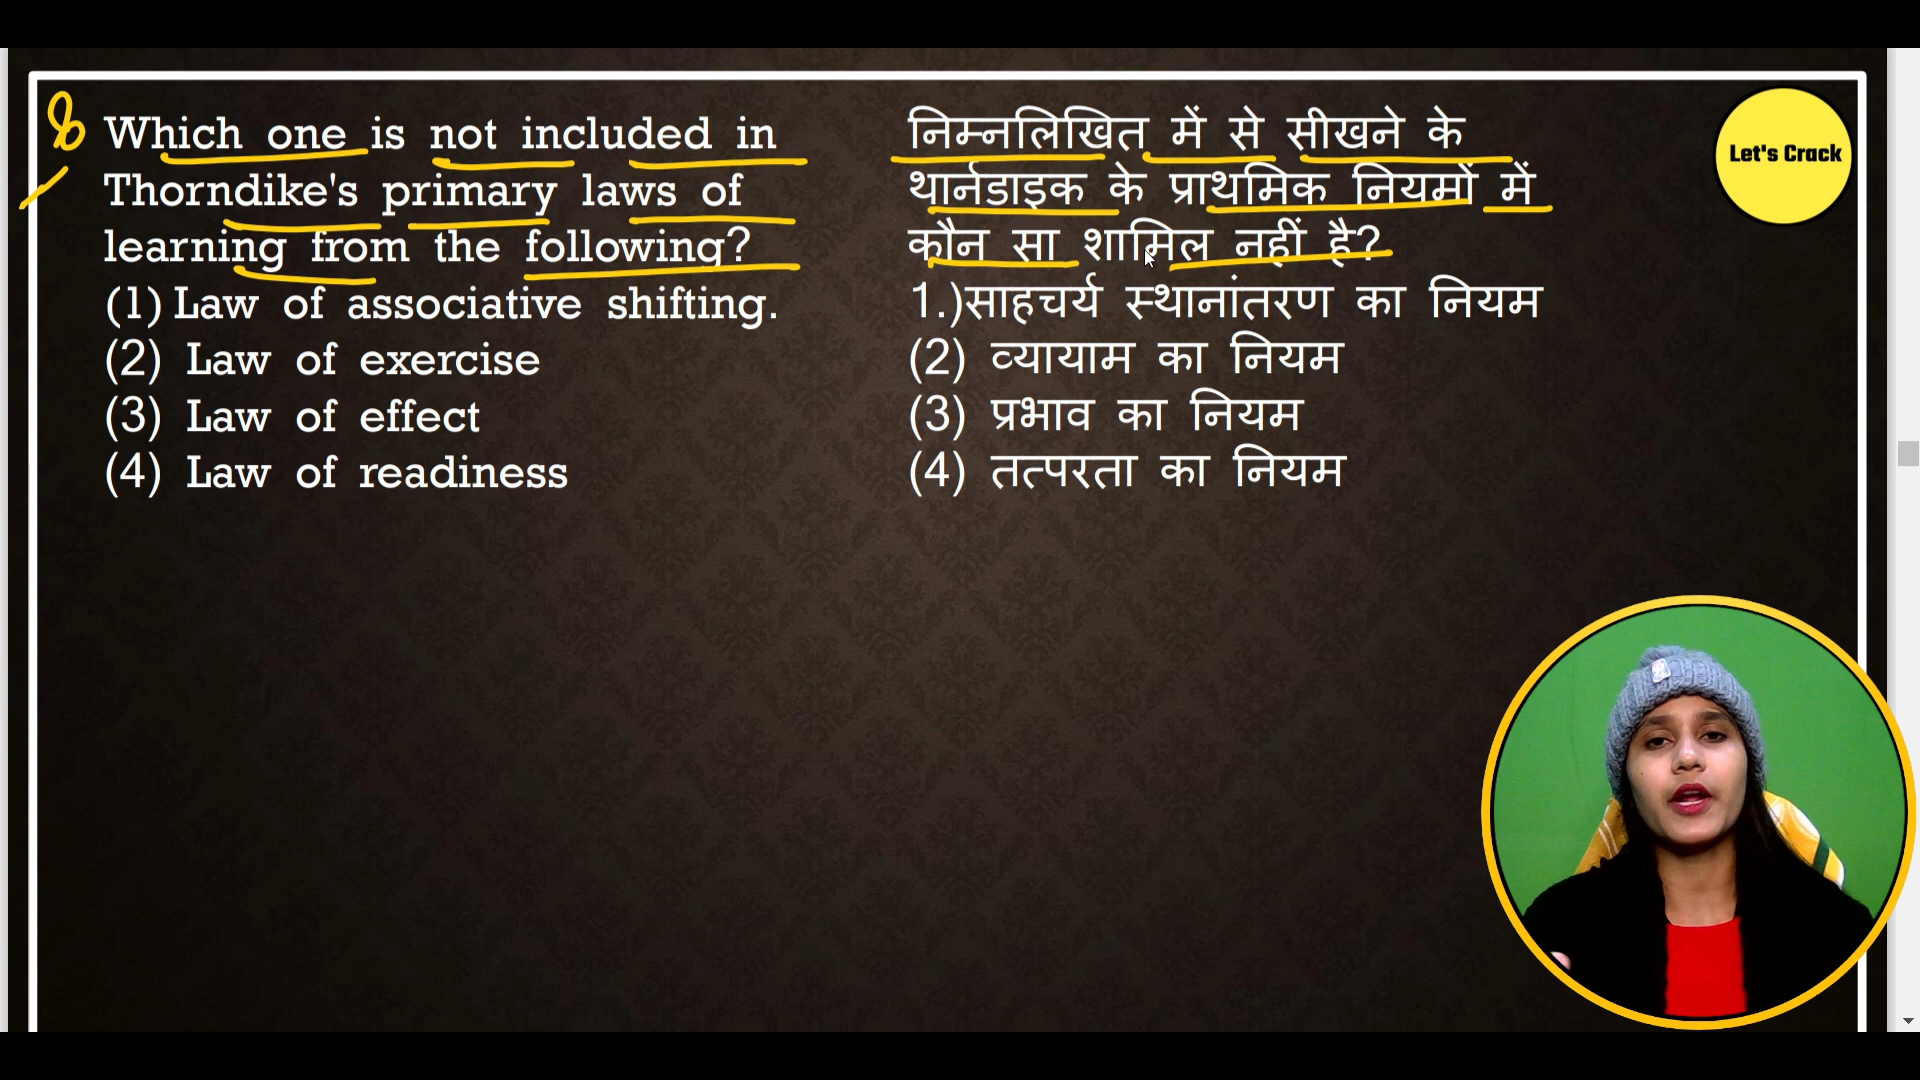 8 Which one is not included in
Thorndike's primary laws of
learning from the following?
(1) Law of associative shifting.
(2) Law of exercise
(3) Law of effect
(4) Law of readiness
निम्नलिखित में से सीखने के
थार्नडाइक के प्राथमिक नियमों में
कौन सा शामिल नहीं है?
1.)साहचर्य स्थानांतरण का नियम
(2) व्यायाम का नियम
(3) प्रभाव का नियम
(4) तत्परता का नियम
Let's Crack